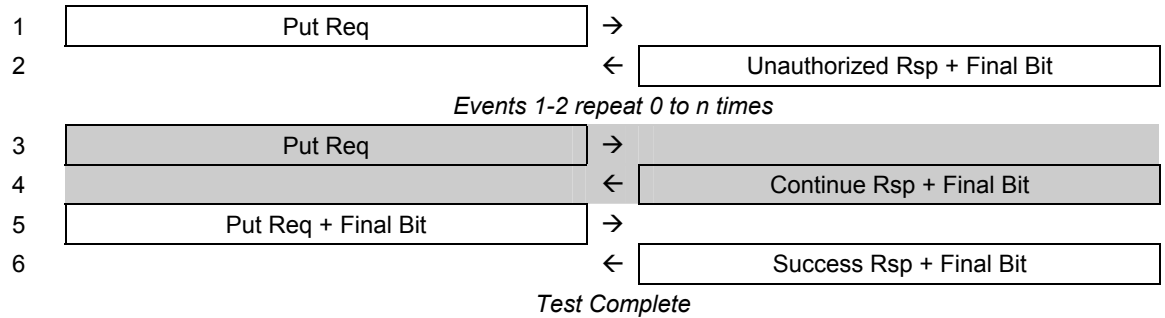 1 Put Req →
2 ← Unauthorized Rsp + Final Bit
Events 1-2 repeat 0 to n times
3 Put Req →
4 ← Continue Rsp + Final Bit
5 Put Req + Final Bit →
6 ← Success Rsp + Final Bit
Test Complete